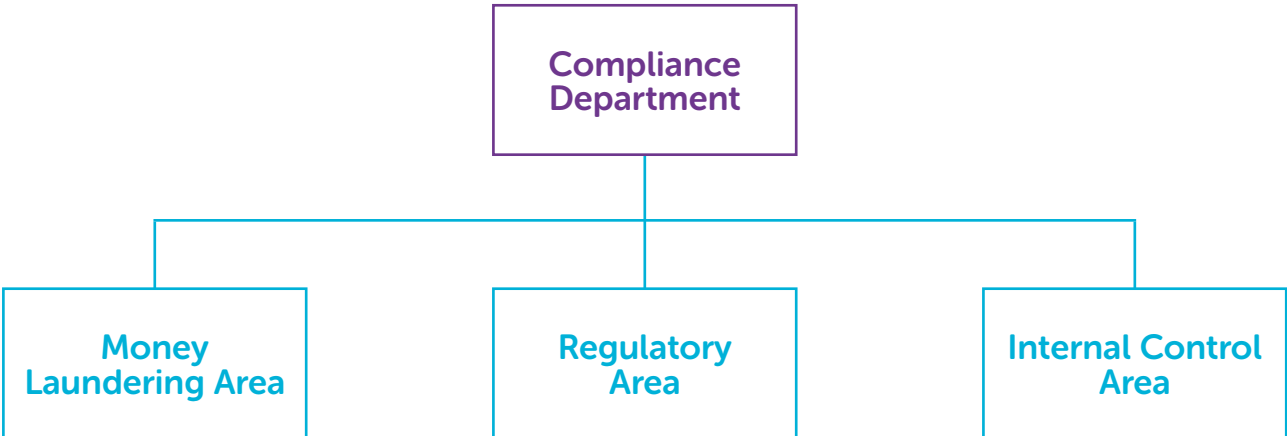 Compliance
Department
Money
Laundering Area
Regulatory
Area
Internal Control
Area